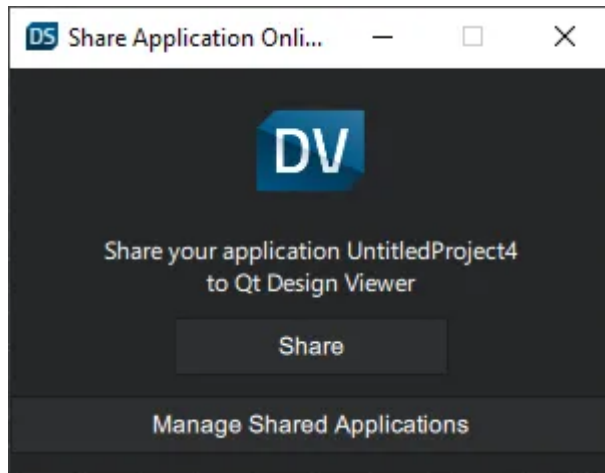 DS Share Application Onli...
DV
Share your application UntitledProject4
to Qt Design Viewer
Share
Manage Shared Applications